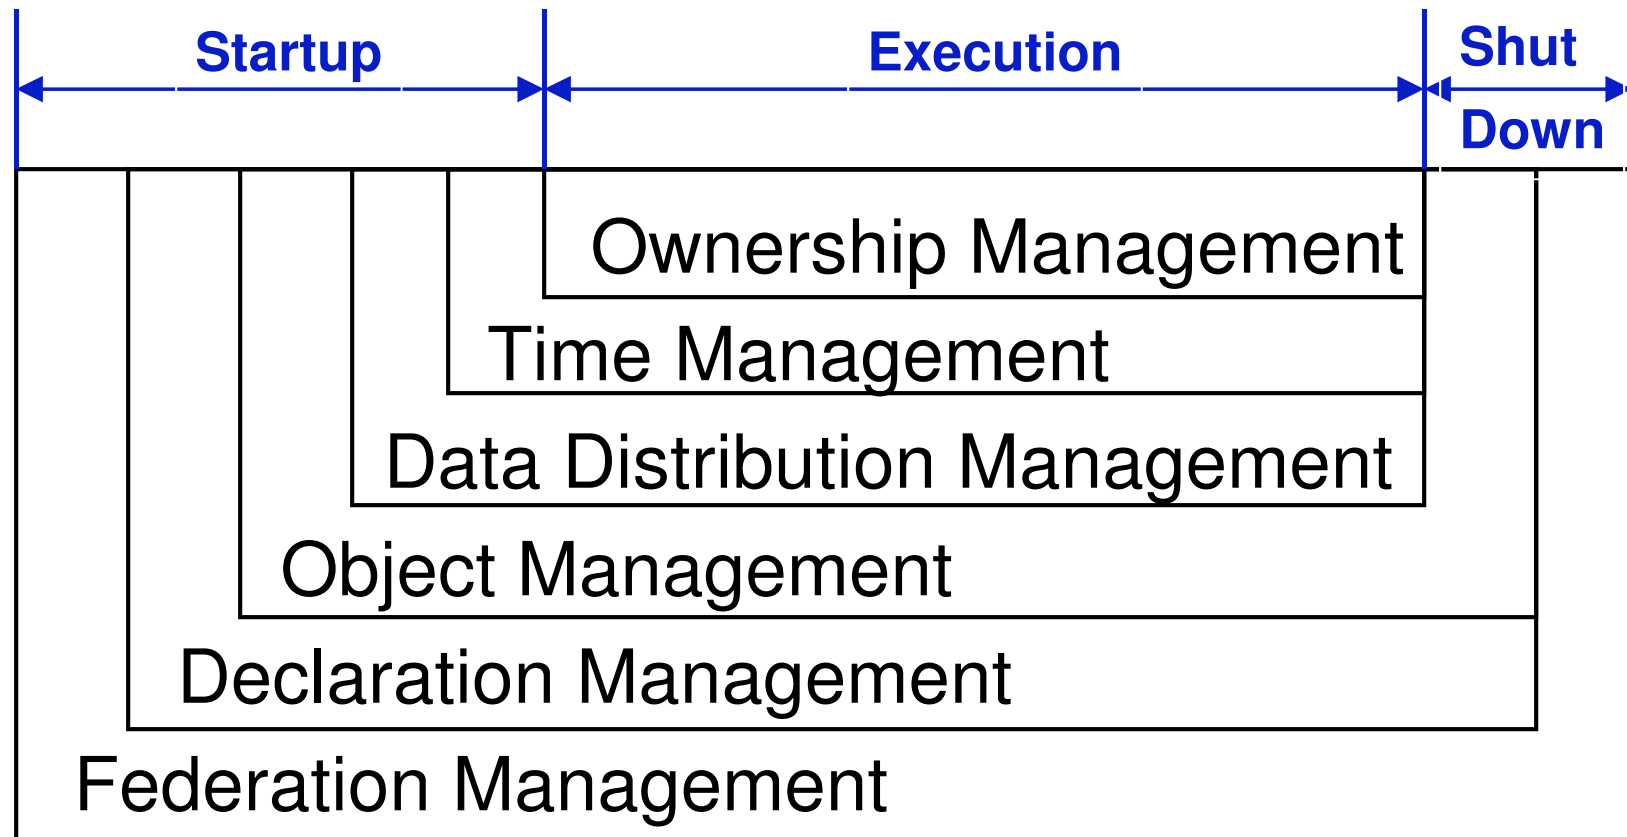 Startup
Execution
Shut
Down
Ownership Management
Time Management
Data Distribution Management
Object Management
Declaration Management
Federation Management